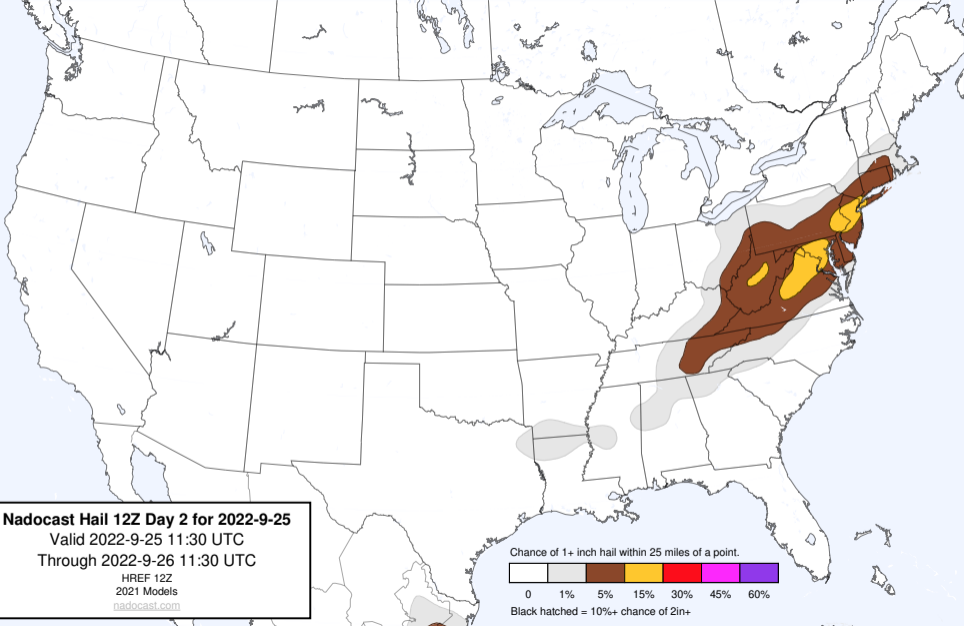 Nadocast Hail 12Z Day 2 for 2022-9-25
Valid 2022-9-25 11:30 UTC
Through 2022-9-26 11:30 UTC
HREF 12Z
2021 Models
nadocast.com
Chance of 1+ inch hail within 25 miles of a point.
0 1% 5% 15% 30% 45% 60%
Black hatched = 10%+ chance of 2in+